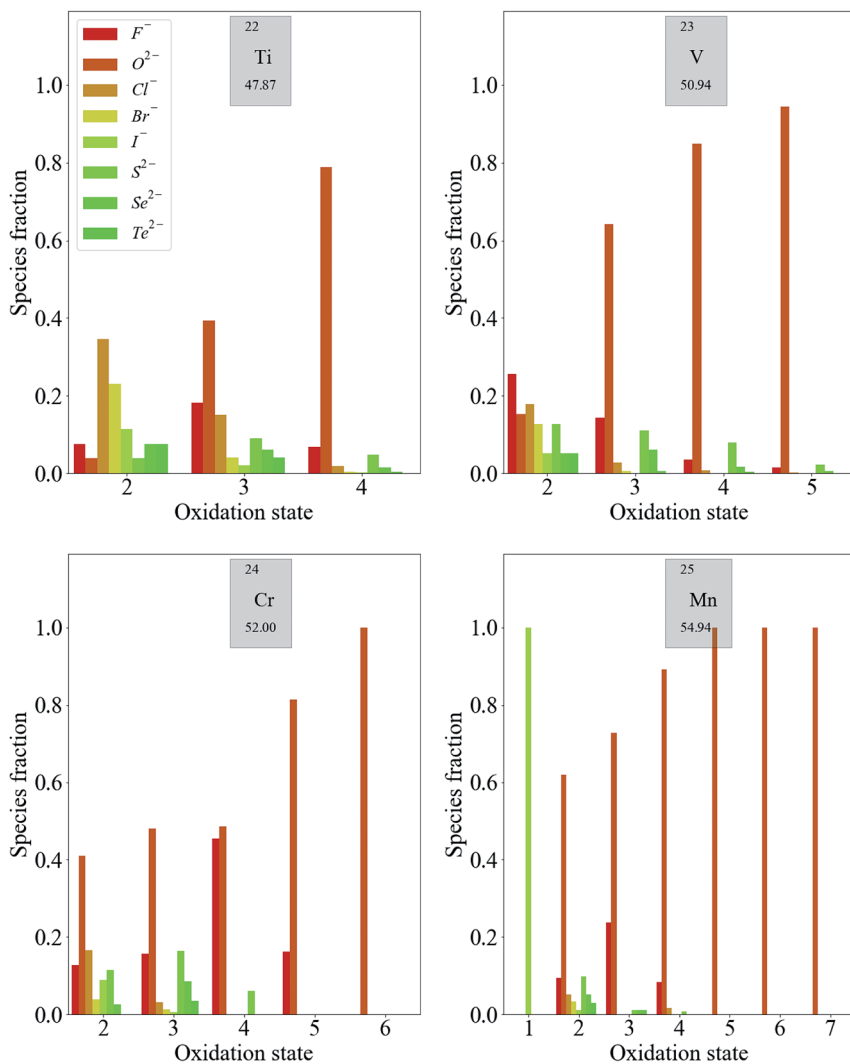 22
Ti
47.87
F⁻
O²⁻
Cl⁻
Br⁻
I⁻
S²⁻
Se²⁻
Te²⁻
Species fraction
1.0
0.8
0.6
0.4
0.2
0.0
2 3 4
Oxidation state
23
V
50.94
Species fraction
1.0
0.8
0.6
0.4
0.2
0.0
2 3 4 5
Oxidation state
24
Cr
52.00
Species fraction
1.0
0.8
0.6
0.4
0.2
0.0
2 3 4 5 6
Oxidation state
25
Mn
54.94
Species fraction
1.0
0.8
0.6
0.4
0.2
0.0
1 2 3 4 5 6 7
Oxidation state